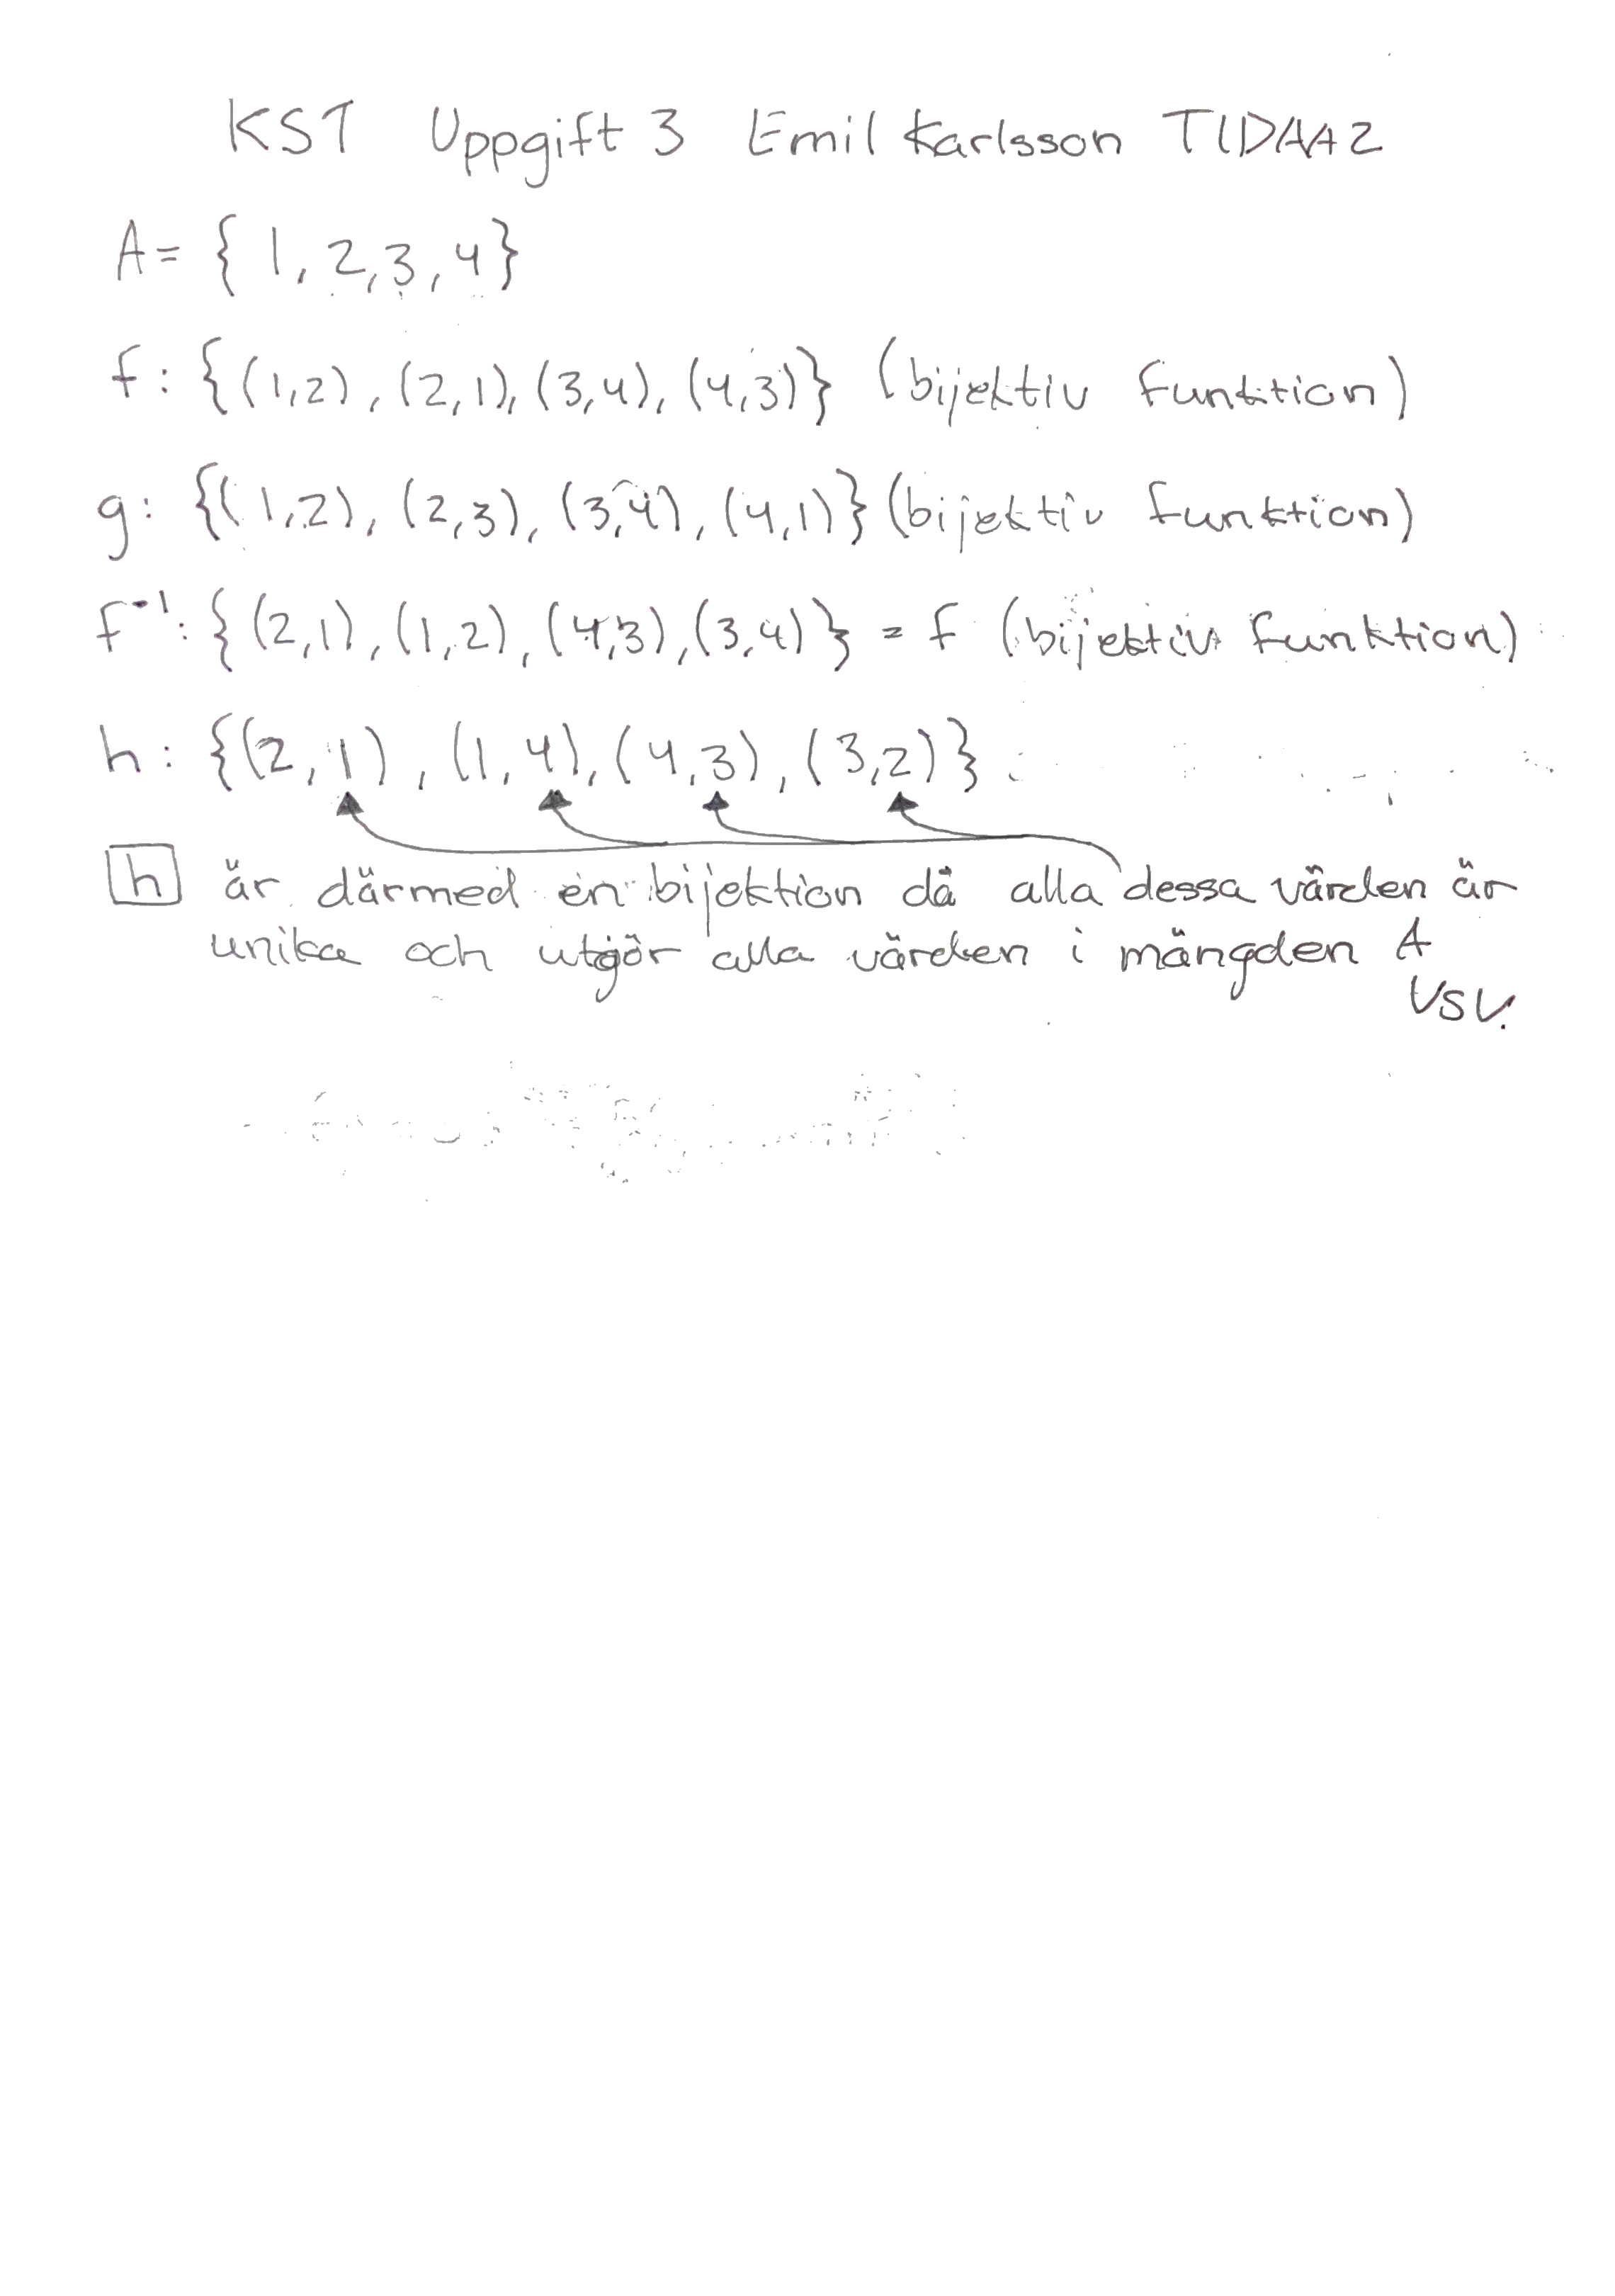 KST Uppgift 3 Emil Karlsson TIDAA2
A= { 1, 2, 3, 4 }
f: {(1,2), (2,1), (3,4), (4,3)} (bijektiv funktion)
g: {(1,2), (2,3), (3,4), (4,1)} (bijektiv funktion)
f⁻¹: {(2,1), (1,2), (4,3), (3,4)} = f (bijektiv funktion)
h: {(2,1), (1,4), (4,3), (3,2)}
h är därmed en bijektion då alla dessa värden är
unika och utgör alla värden i mängden A
VSV.